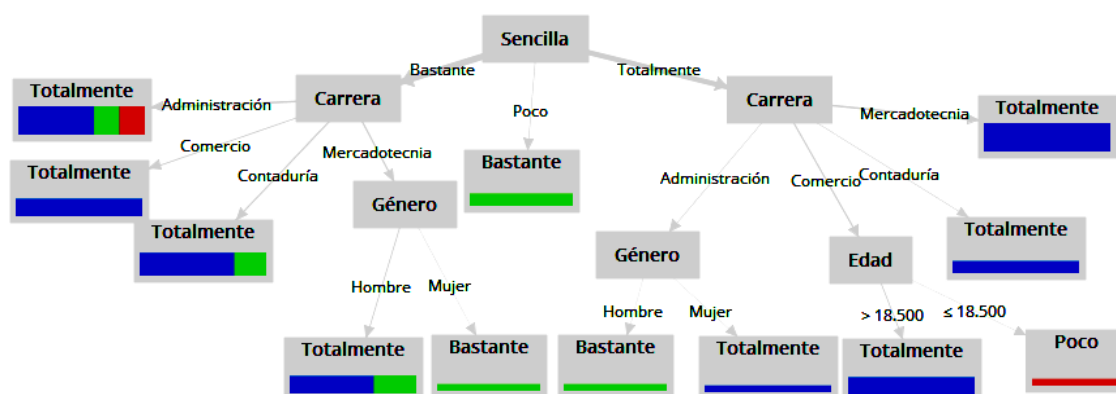 Sencilla
Bastante
Poco
Totalmente
Totalmente
Administración
Carrera
Carrera
Mercadotecnia
Totalmente
Comercio
Contaduría
Mercadotecnia
Bastante
Administración
Comercio
Contaduría
Totalmente
Género
Totalmente
Género
Edad
Totalmente
Hombre
Mujer
Hombre
Mujer
> 18.500
≤ 18.500
Totalmente
Bastante
Bastante
Totalmente
Totalmente
Poco